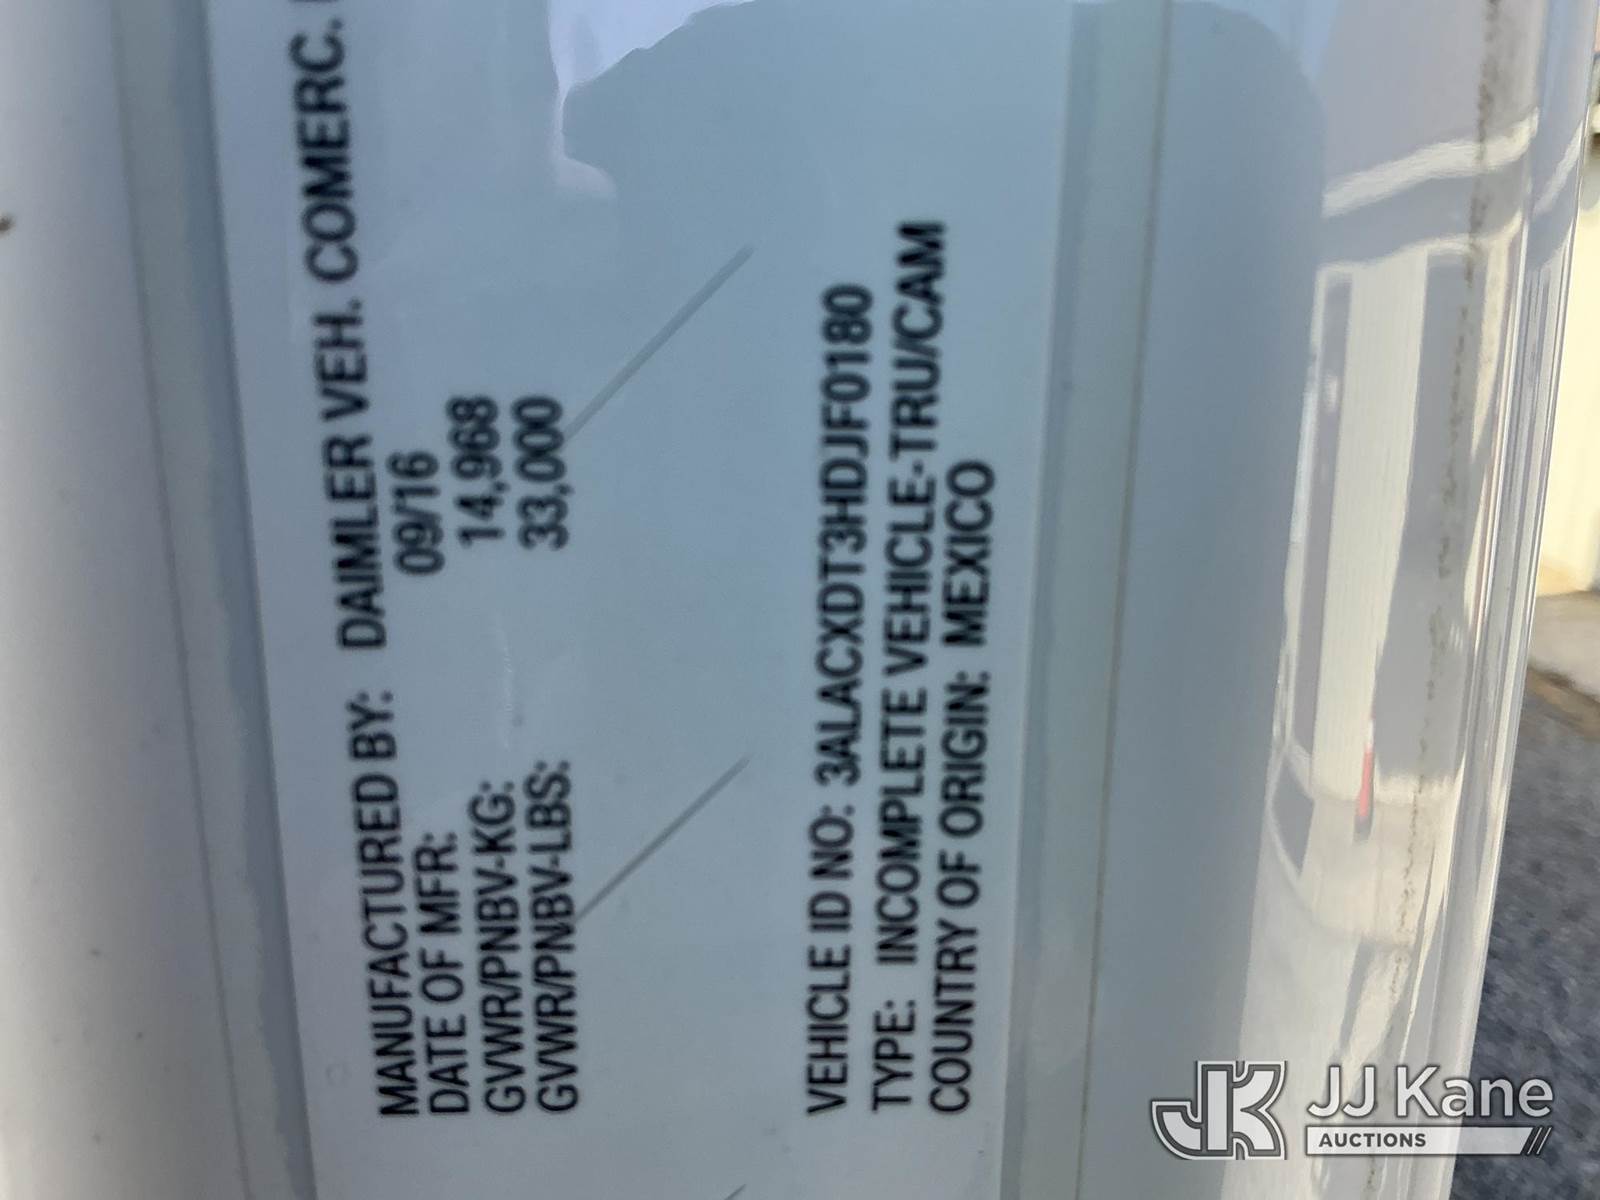 MANUFACTURED BY: DAIMLER VEH. COMERC.
DATE OF MFR: 09/16
GVWR/PNBV-KG: 14,968
GVWR/PNBV-LBS: 33,000
VEHICLE ID NO: 3ALACXDT3HDJF0180
TYPE: INCOMPLETE VEHICLE-TRU/CAM
COUNTRY OF ORIGIN: MEXICO
JK JJ Kane
AUCTIONS